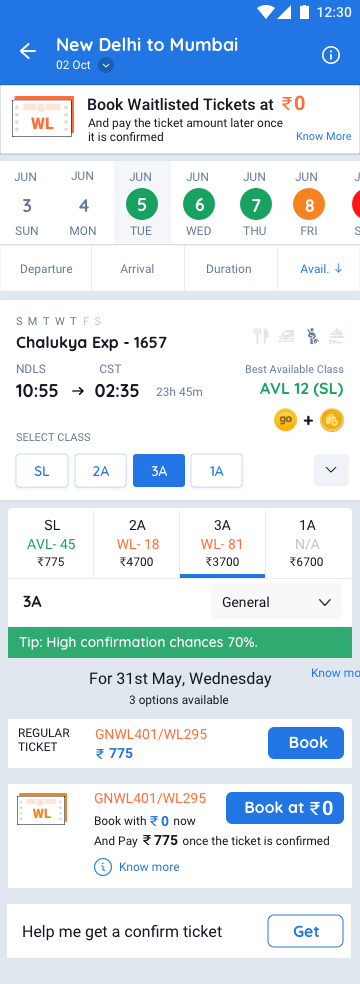 12:30
New Delhi to Mumbai
02 Oct
WL
Book Waitlisted Tickets at ₹0
And pay the ticket amount later once
it is confirmed
Know More
JUN JUN JUN JUN JUN JUN J
3 4 5 6 7 8
SUN MON TUE WED THU FRI
Departure Arrival Duration Avail. ↓
S M T W T F S
Chalukya Exp - 1657
NDLS CST
Best Available Class
10:55 → 02:35 23h 45m
AVL 12 (SL)
go +
SELECT CLASS
SL 2A 3A 1A
SL 2A 3A 1A
AVL- 45 WL- 18 WL- 81 N/A
₹775 ₹4700 ₹3700 ₹6700
3A General
Tip: High confirmation chances 70%.
For 31st May, Wednesday
Know mo
3 options available
REGULAR
TICKET
GNWL401/WL295
₹ 775
Book
WL
GNWL401/WL295
Book with ₹ 0 now
Book at ₹0
And Pay ₹ 775 once the ticket is confirmed
Know more
Help me get a confirm ticket
Get